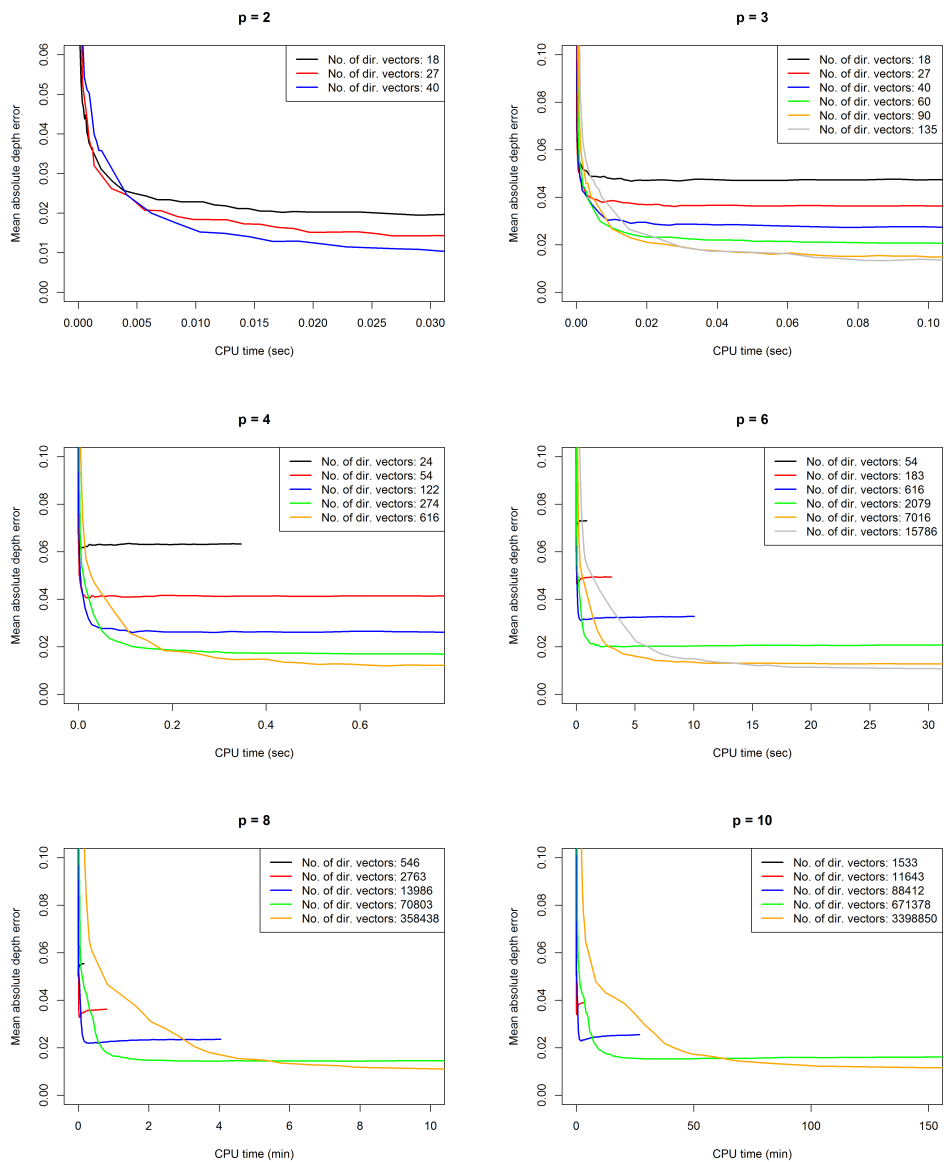 p = 2
Mean absolute depth error
0.00 0.01 0.02 0.03 0.04 0.05 0.06
No. of dir. vectors: 18
No. of dir. vectors: 27
No. of dir. vectors: 40
0.000 0.005 0.010 0.015 0.020 0.025 0.030
CPU time (sec)
p = 3
Mean absolute depth error
0.00 0.02 0.04 0.06 0.08 0.10
No. of dir. vectors: 18
No. of dir. vectors: 27
No. of dir. vectors: 40
No. of dir. vectors: 60
No. of dir. vectors: 90
No. of dir. vectors: 135
0.00 0.02 0.04 0.06 0.08 0.10
CPU time (sec)
p = 4
Mean absolute depth error
0.00 0.02 0.04 0.06 0.08 0.10
No. of dir. vectors: 24
No. of dir. vectors: 54
No. of dir. vectors: 122
No. of dir. vectors: 274
No. of dir. vectors: 616
0.0 0.2 0.4 0.6
CPU time (sec)
p = 6
Mean absolute depth error
0.00 0.02 0.04 0.06 0.08 0.10
No. of dir. vectors: 54
No. of dir. vectors: 183
No. of dir. vectors: 616
No. of dir. vectors: 2079
No. of dir. vectors: 7016
No. of dir. vectors: 15786
0 5 10 15 20 25 30
CPU time (sec)
p = 8
Mean absolute depth error
0.00 0.02 0.04 0.06 0.08 0.10
No. of dir. vectors: 546
No. of dir. vectors: 2763
No. of dir. vectors: 13986
No. of dir. vectors: 70803
No. of dir. vectors: 358438
0 2 4 6 8 10
CPU time (min)
p = 10
Mean absolute depth error
0.00 0.02 0.04 0.06 0.08 0.10
No. of dir. vectors: 1533
No. of dir. vectors: 11643
No. of dir. vectors: 88412
No. of dir. vectors: 671378
No. of dir. vectors: 3398850
0 50 100 150
CPU time (min)